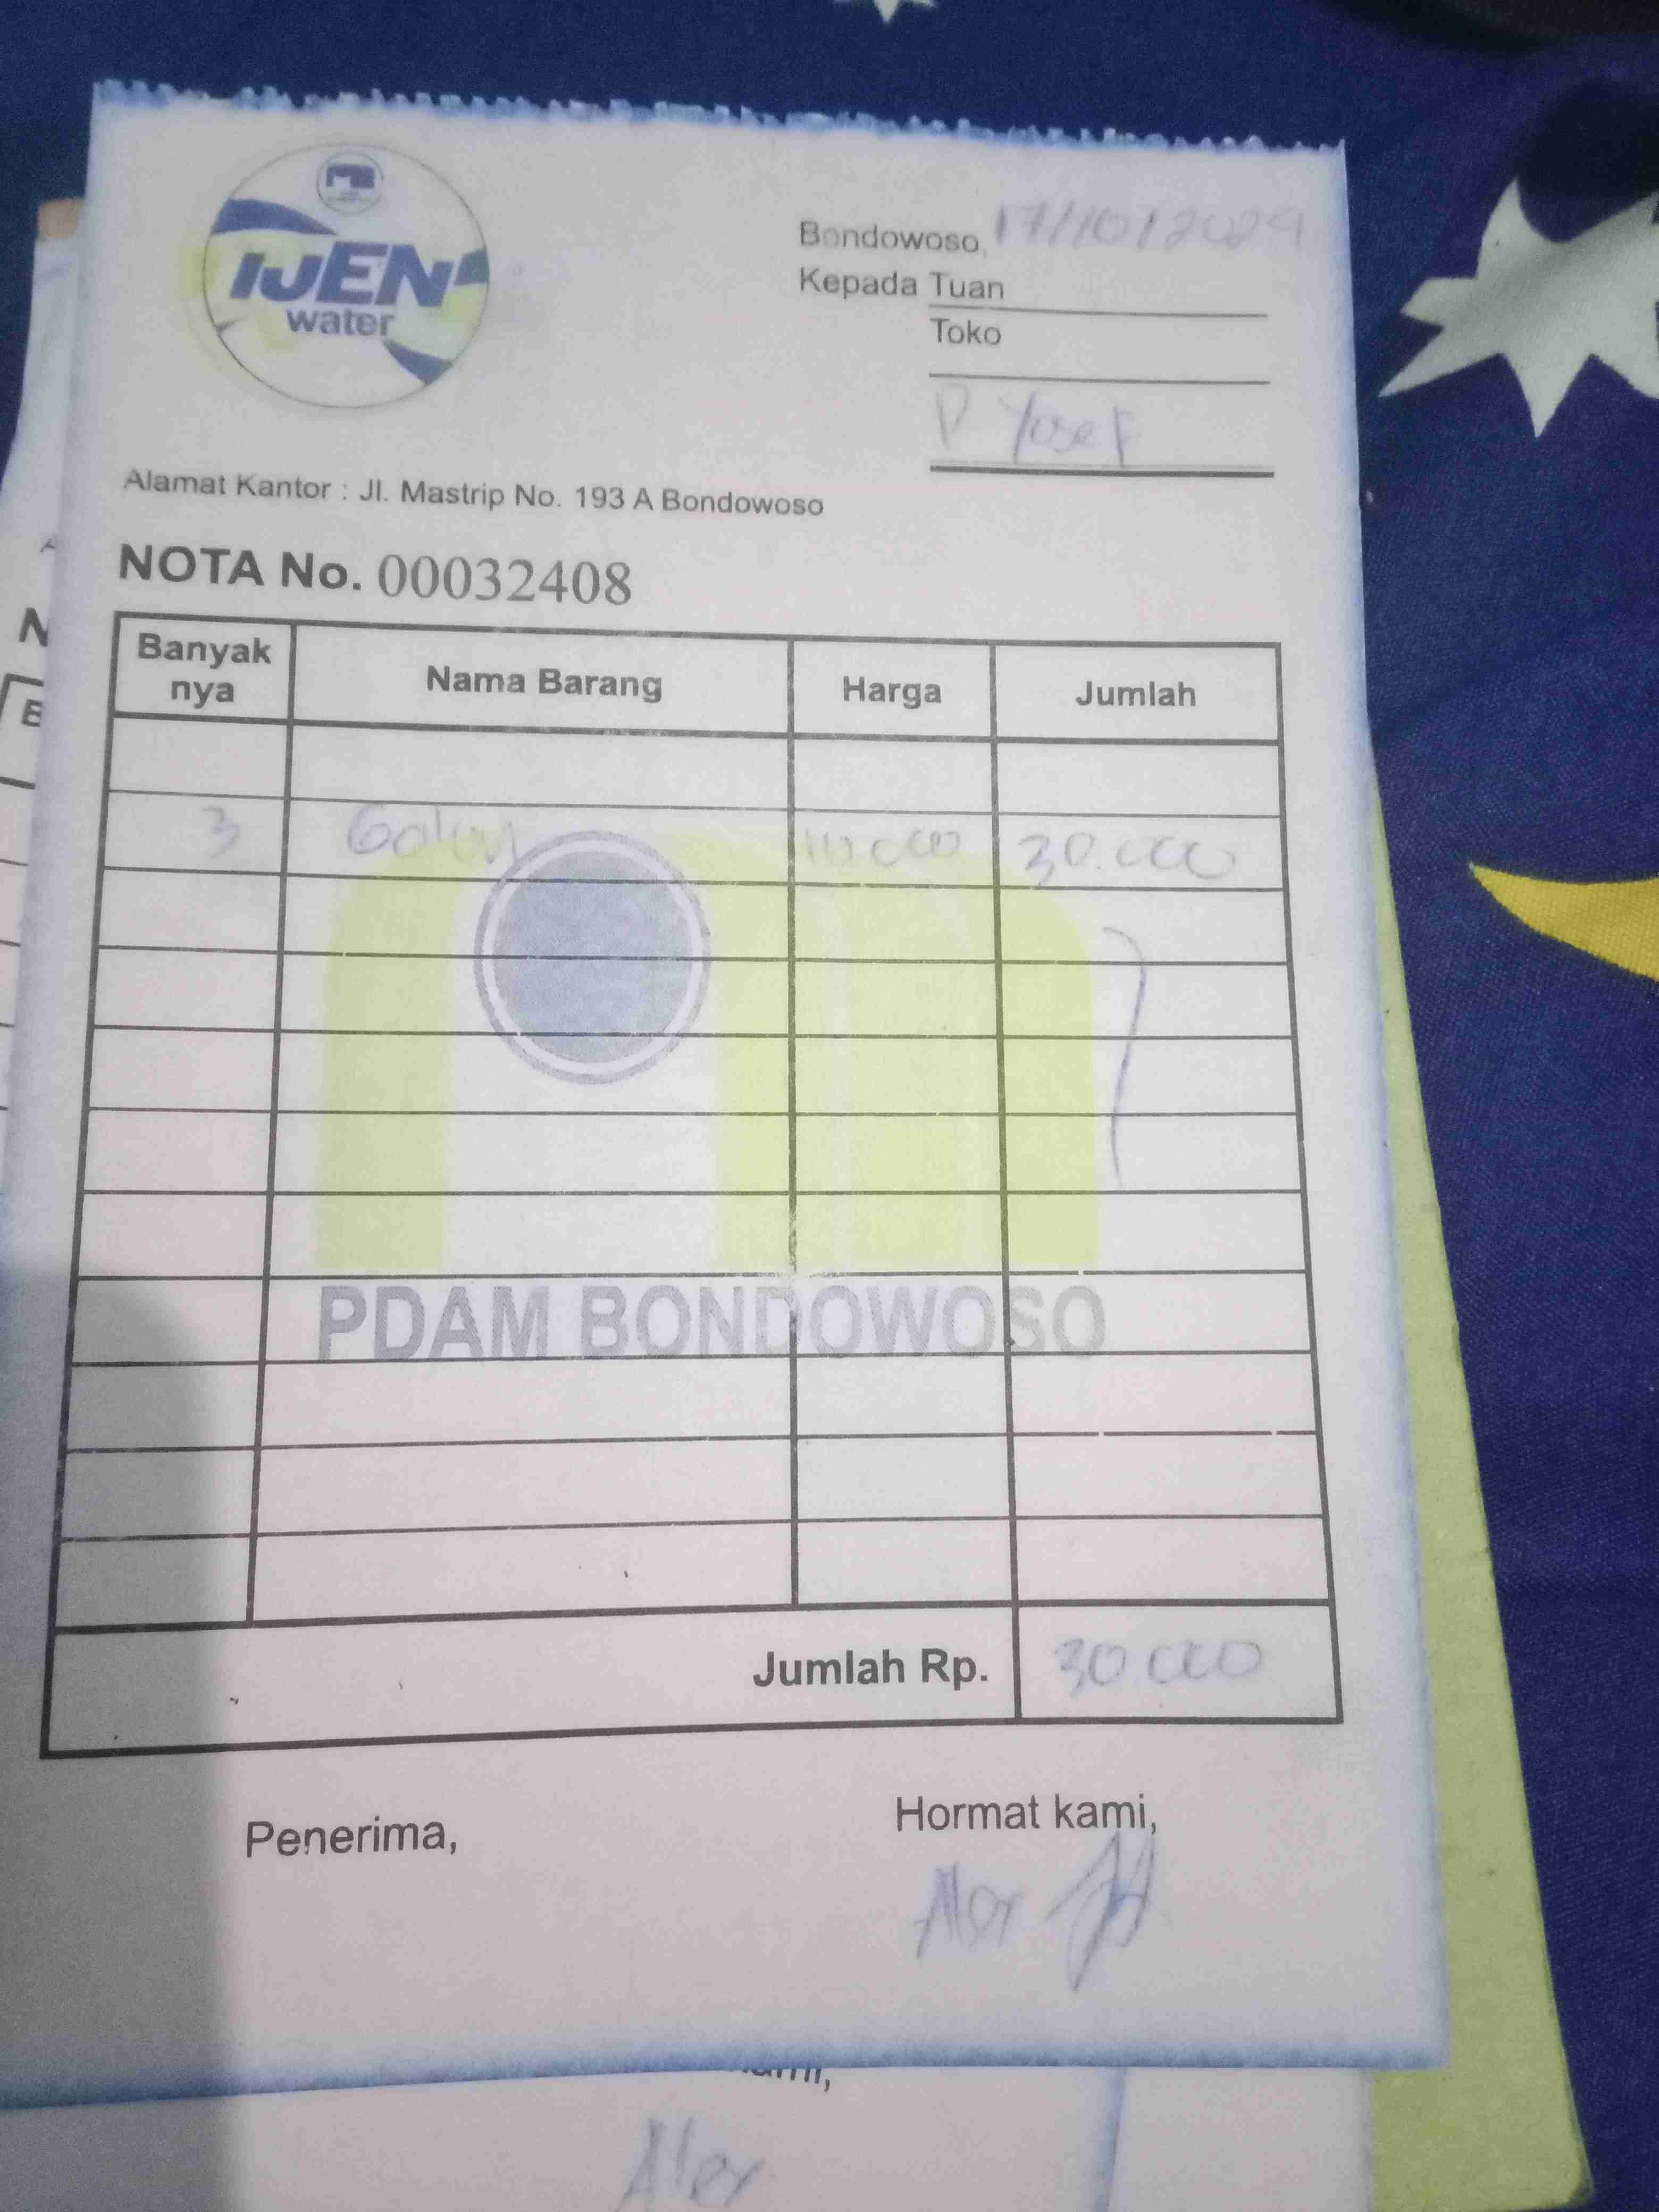 IJEN
water
Bondowoso, 17/10/2024
Kepada Tuan
Toko
P Yosef
Alamat Kantor : Jl. Mastrip No. 193 A Bondowoso
NOTA No. 00032408
Banyak nya Nama Barang Harga Jumlah
3 Galon 10.000 30.000
PDAM BONDOWOSO
Jumlah Rp. 30.000
Penerima, Hormat kami,
Alex
Alex